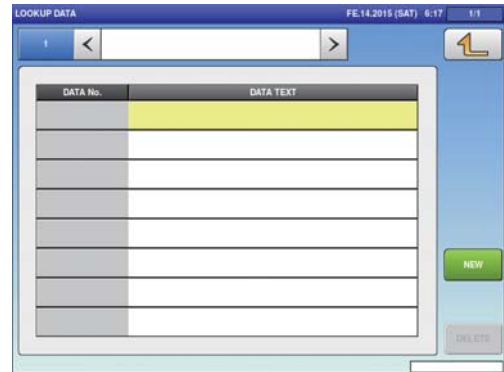 LOOKUP DATA FE.14.2015 (SAT) 6:17 1/1
1
DATA No. DATA TEXT
NEW
DELETE